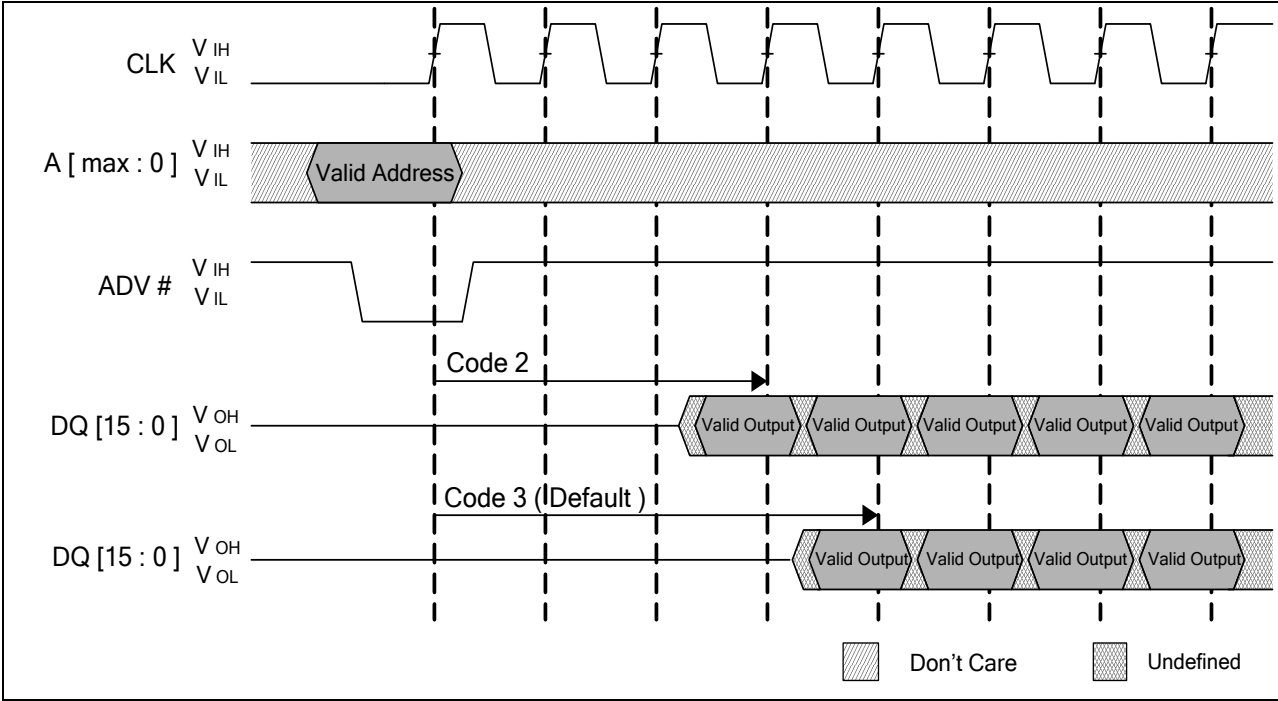 CLK V IH
V IL
A [ max : 0 ] V IH
V IL
Valid Address
ADV # V IH
V IL
Code 2
DQ [15 : 0 ] V OH
V OL
Valid Output Valid Output Valid Output Valid Output Valid Output
Code 3 ( Default )
DQ [15 : 0 ] V OH
V OL
Valid Output Valid Output Valid Output Valid Output
Don't Care Undefined